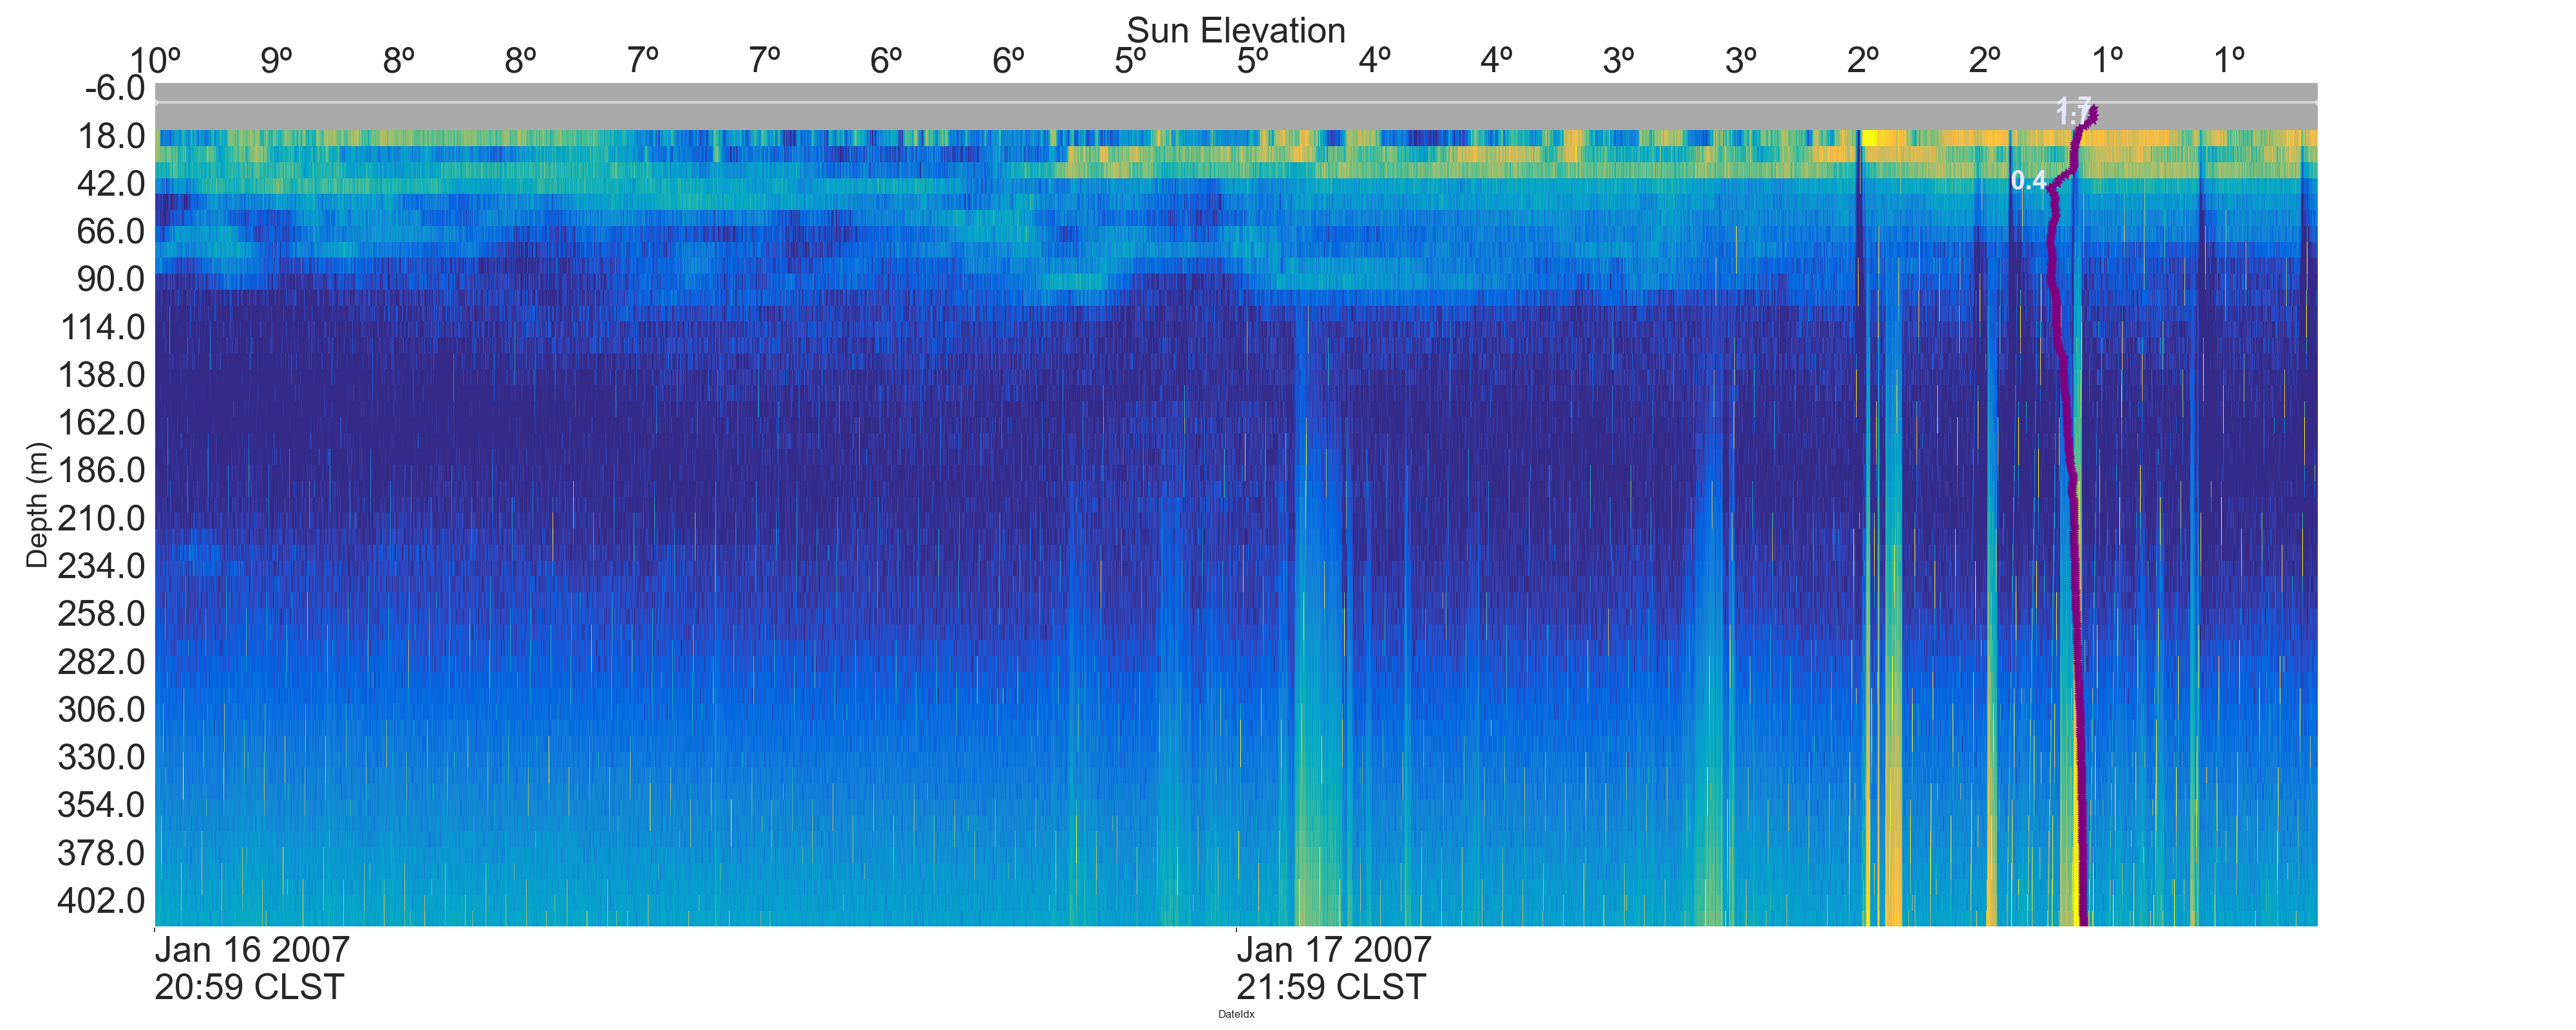 Sun Elevation
10º 9º 8º 8º 7º 7º 6º 6º 5º 5º 4º 4º 3º 3º 2º 2º 1º 1º
-6.0
18.0
42.0
66.0
90.0
114.0
138.0
162.0
186.0
210.0
234.0
258.0
282.0
306.0
330.0
354.0
378.0
402.0
Depth (m)
1.7
0.4
Jan 16 2007
20:59 CLST
Jan 17 2007
21:59 CLST
DateIdx